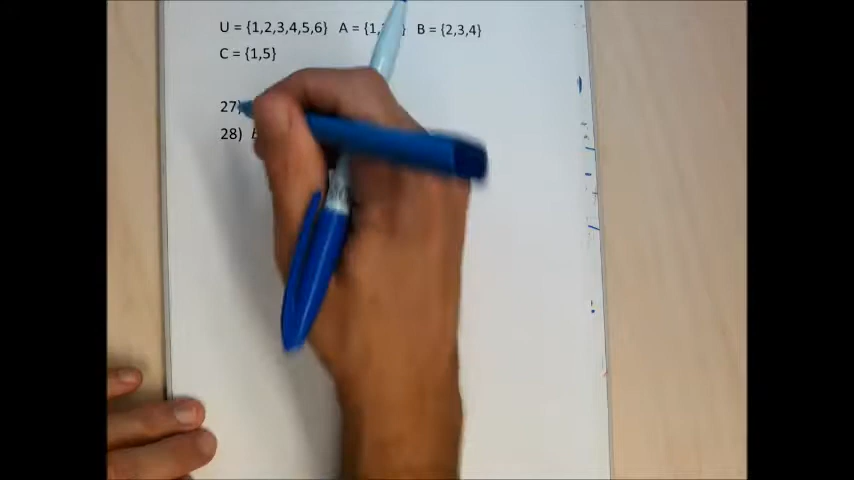 U = {1,2,3,4,5,6} A = {1, } B = {2,3,4}
C = {1,5}
27)
28)